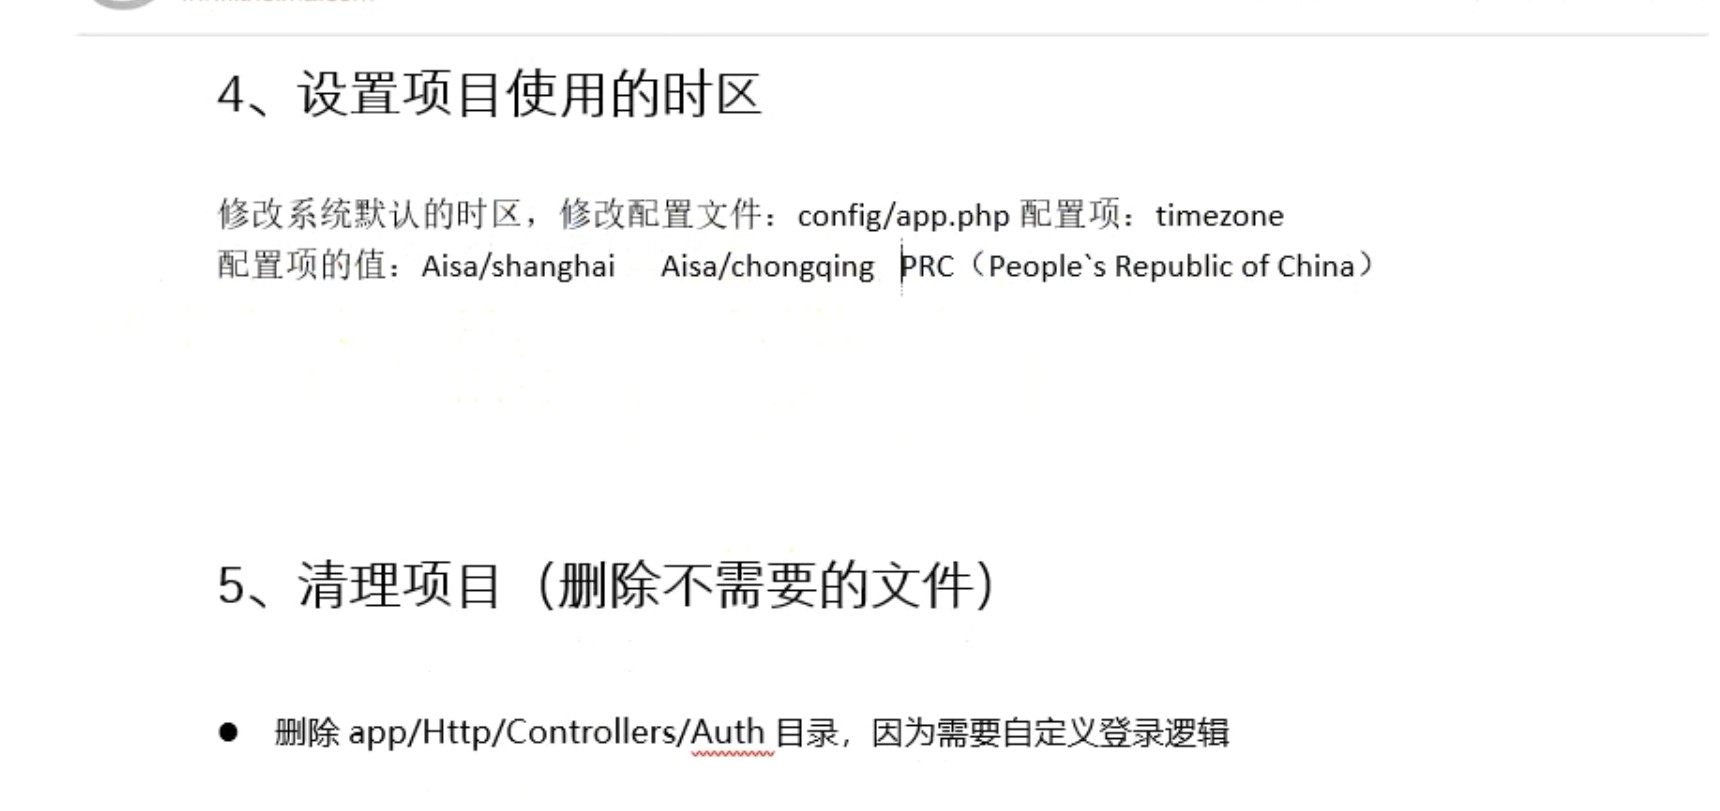 4、设置项目使用的时区
修改系统默认的时区，修改配置文件：config/app.php 配置项：timezone
配置项的值：Aisa/shanghai Aisa/chongqing PRC（People`s Republic of China）
5、清理项目（删除不需要的文件）
● 删除 app/Http/Controllers/Auth 目录，因为需要自定义登录逻辑